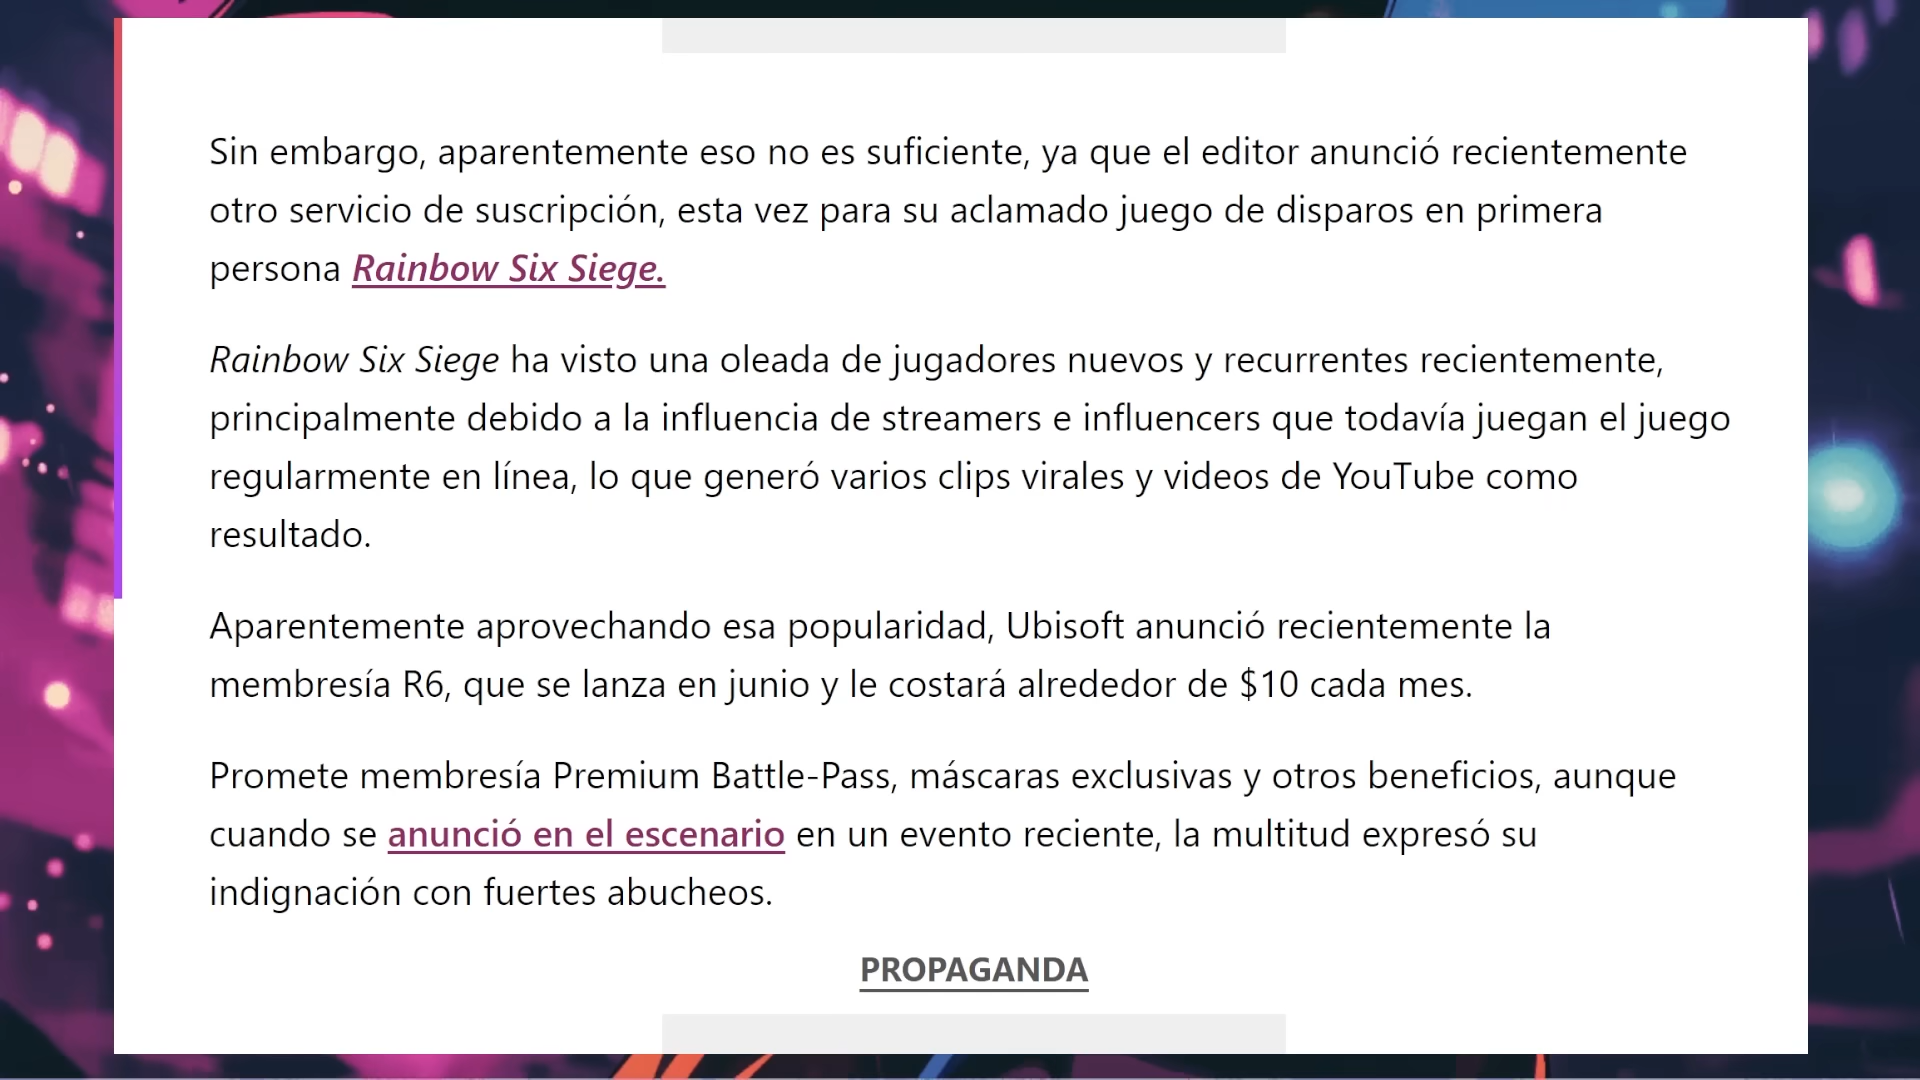 Sin embargo, aparentemente eso no es suficiente, ya que el editor anunció recientemente
otro servicio de suscripción, esta vez para su aclamado juego de disparos en primera
persona Rainbow Six Siege.
Rainbow Six Siege ha visto una oleada de jugadores nuevos y recurrentes recientemente,
principalmente debido a la influencia de streamers e influencers que todavía juegan el juego
regularmente en línea, lo que generó varios clips virales y videos de YouTube como
resultado.
Aparentemente aprovechando esa popularidad, Ubisoft anunció recientemente la
membresía R6, que se lanza en junio y le costará alrededor de $10 cada mes.
Promete membresía Premium Battle-Pass, máscaras exclusivas y otros beneficios, aunque
cuando se anunció en el escenario en un evento reciente, la multitud expresó su
indignación con fuertes abucheos.
PROPAGANDA